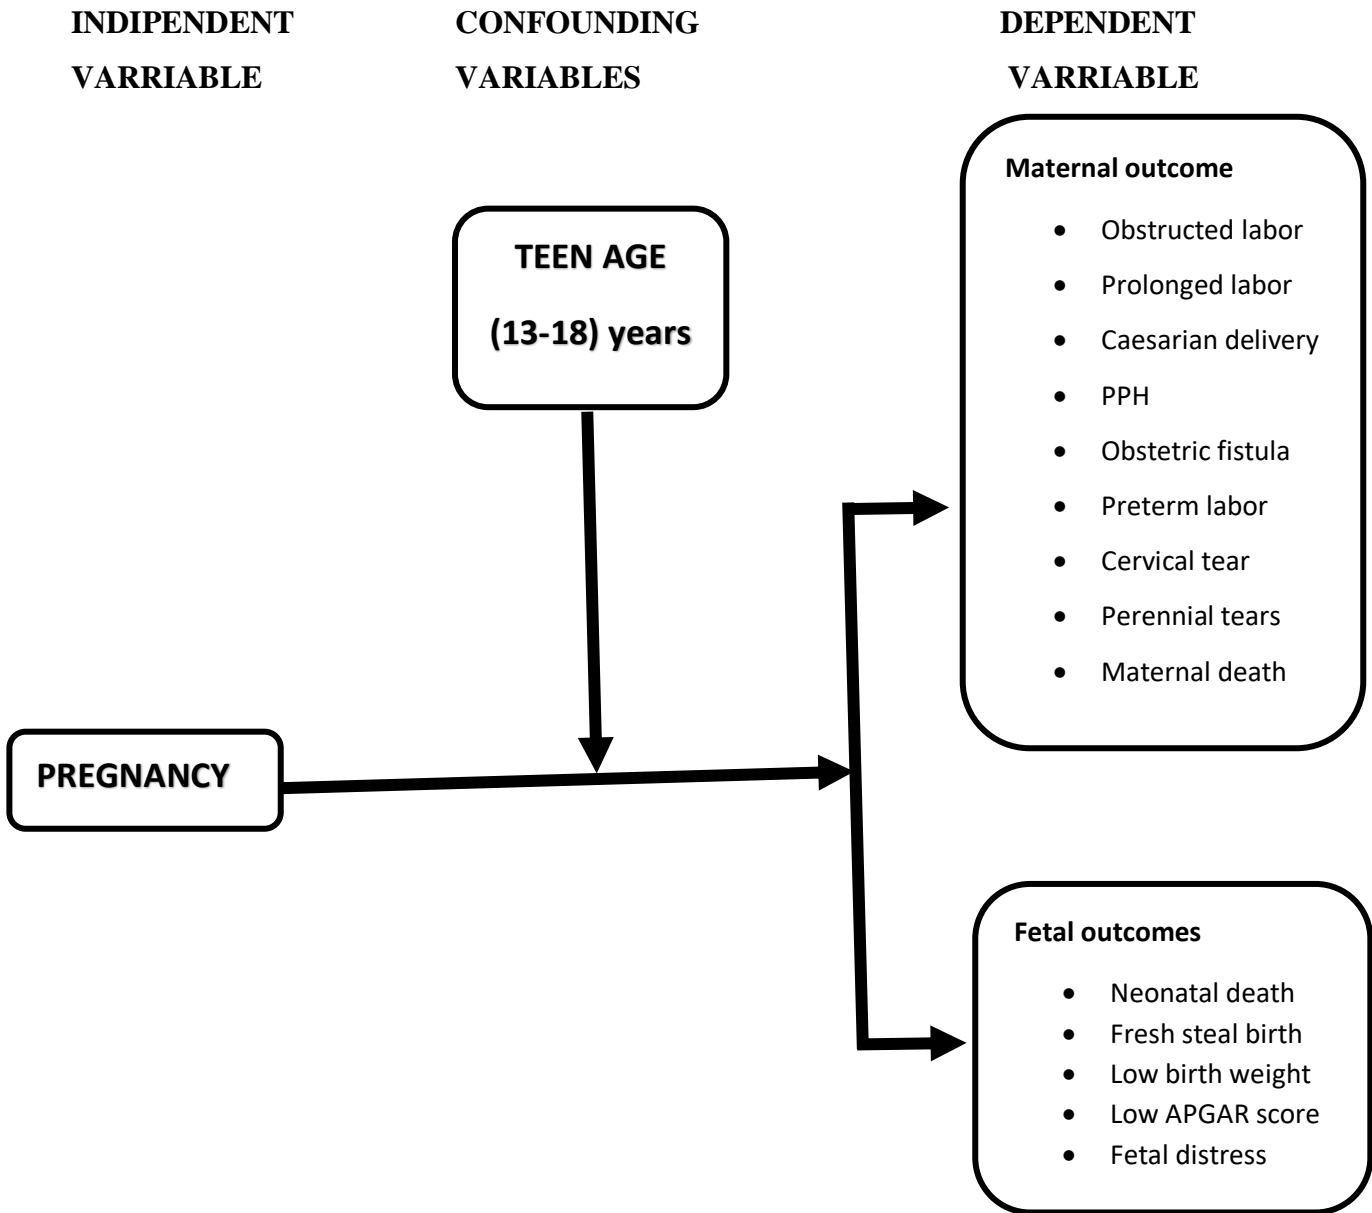 INDIPENDENT
VARRIABLE
CONFOUNDING
VARIABLES
DEPENDENT
VARRIABLE
TEEN AGE
(13-18) years
PREGNANCY
Maternal outcome
• Obstructed labor
• Prolonged labor
• Caesarian delivery
• PPH
• Obstetric fistula
• Preterm labor
• Cervical tear
• Perennial tears
• Maternal death
Fetal outcomes
• Neonatal death
• Fresh steal birth
• Low birth weight
• Low APGAR score
• Fetal distress